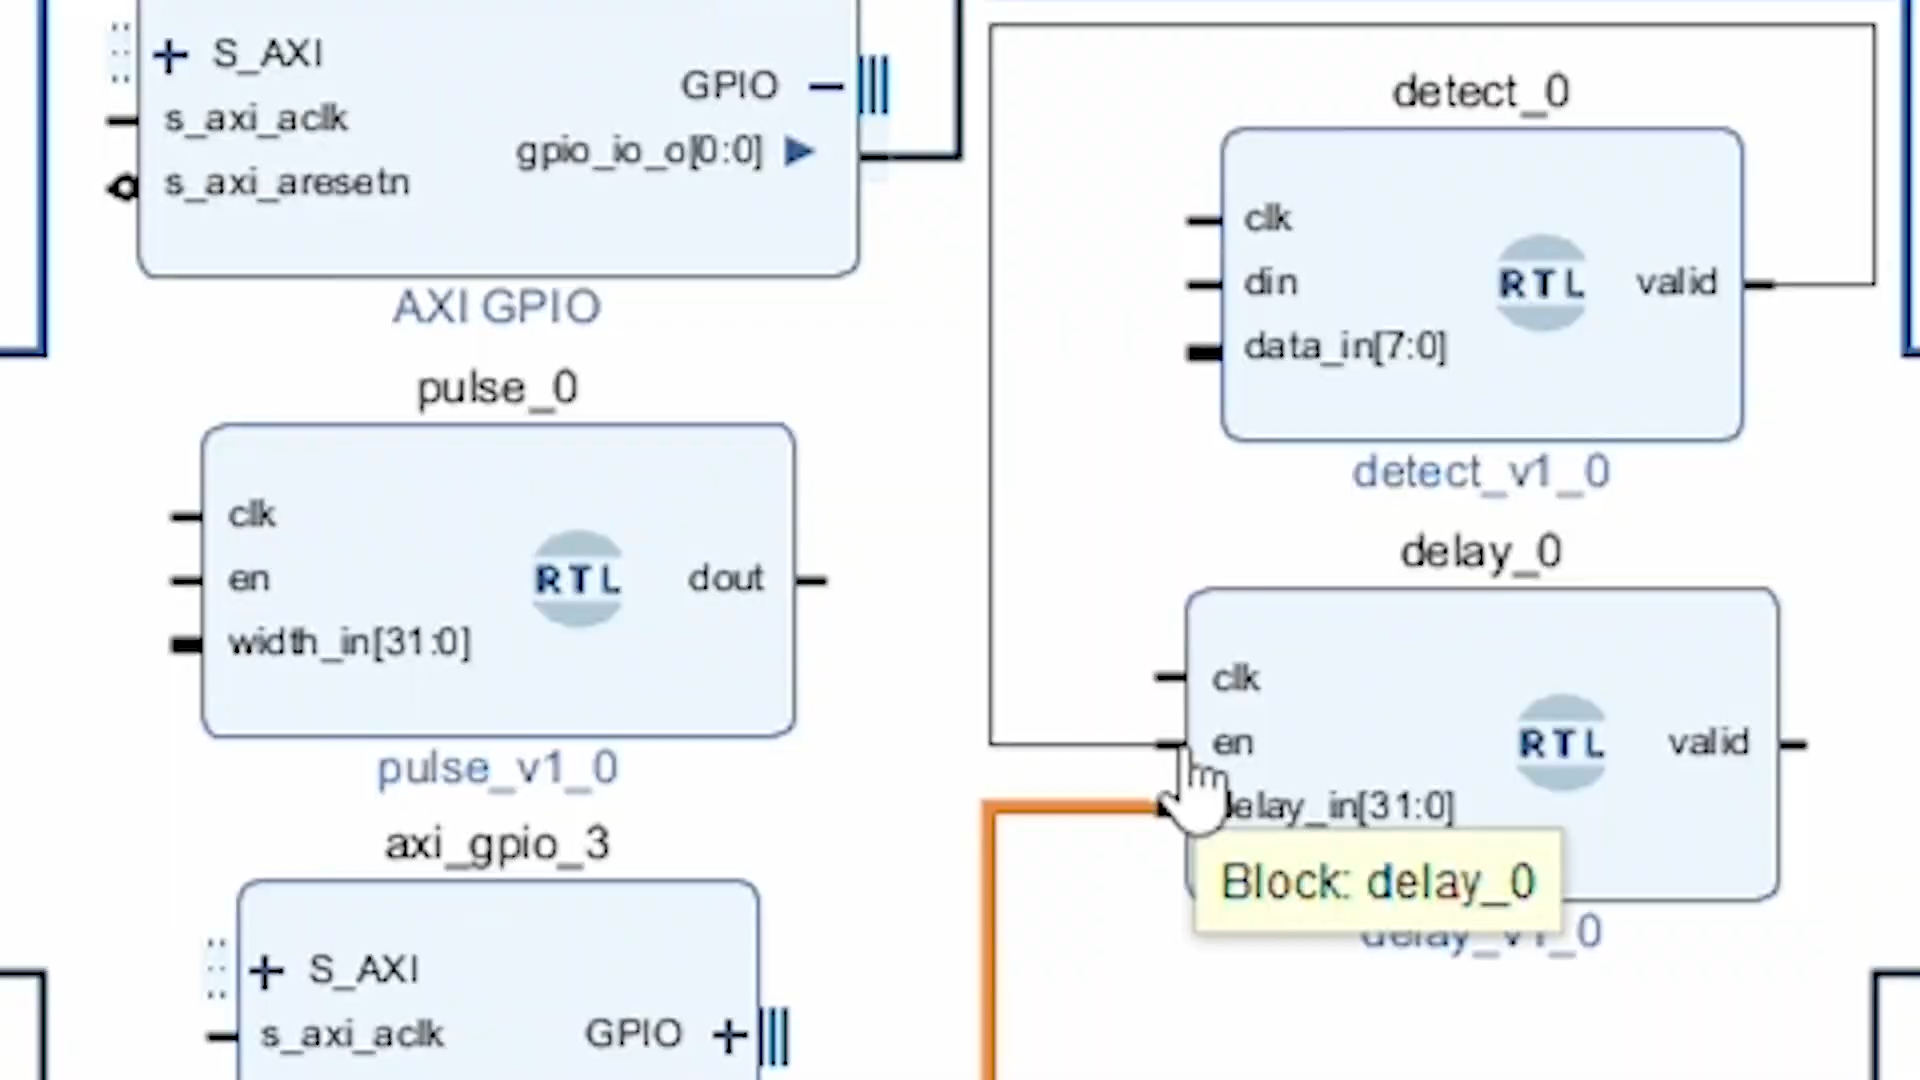 S_AXI
GPIO
s_axi_aclk
gpio_io_o[0:0]
s_axi_aresetn
AXI GPIO
pulse_0
clk
en
RTL
dout
width_in[31:0]
pulse_v1_0
axi_gpio_3
S_AXI
s_axi_aclk
GPIO
detect_0
clk
din
RTL
valid
data_in[7:0]
detect_v1_0
delay_0
clk
en
RTL
valid
delay_in[31:0]
Block: delay_0
delay_v1_0